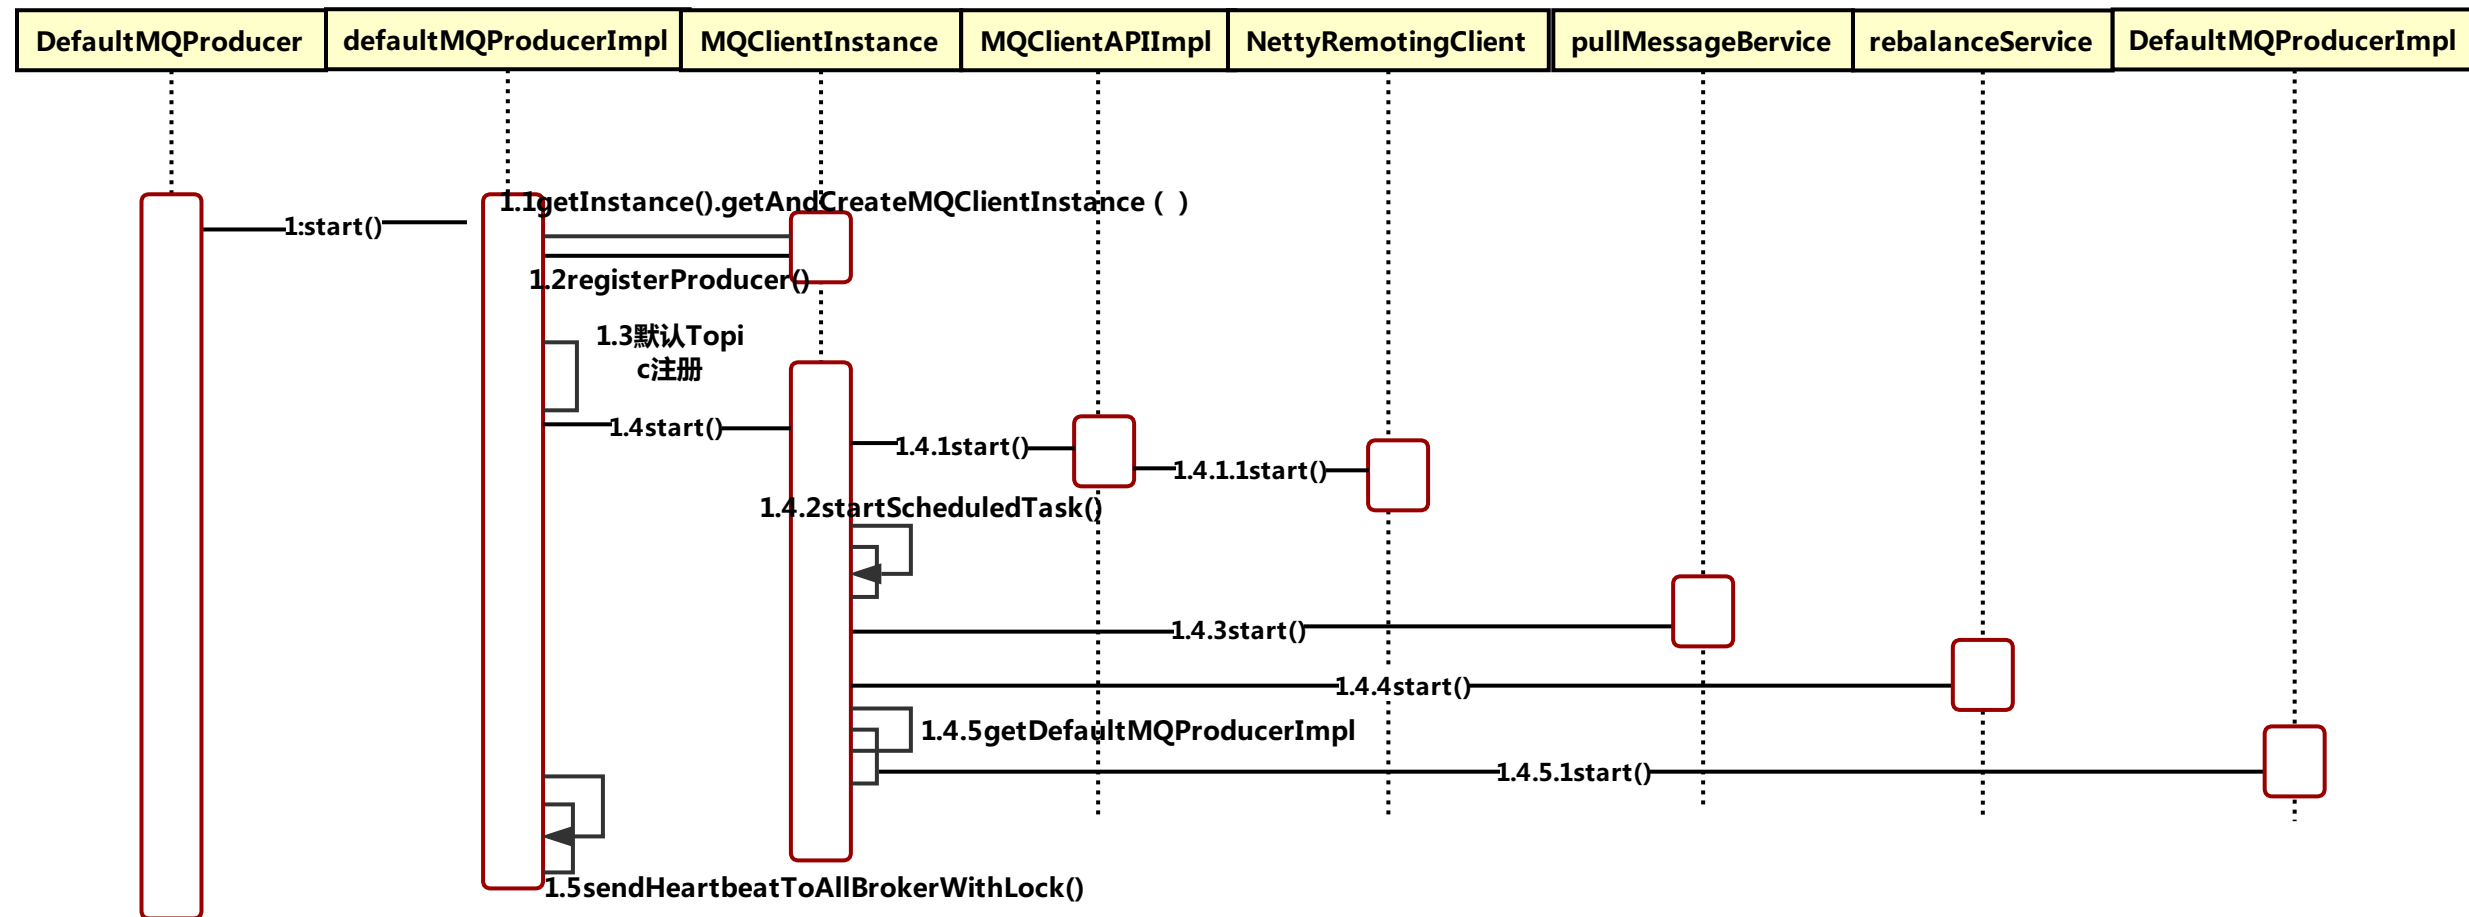 DefaultMQProducer
defaultMQProducerImpl
MQClientInstance
MQClientAPIImpl
NettyRemotingClient
pullMessageBervice
rebalanceService
DefaultMQProducerImpl
1.1getInstance().getAndCreateMQClientInstance ( )
1:start()
1.2registerProducer()
1.3默认Topi
c注册
1.4start()
1.4.1start()
1.4.1.1start()
1.4.2startScheduledTask()
1.4.3start()
1.4.4start()
1.4.5getDefaultMQProducerImpl
1.4.5.1start()
1.5sendHeartbeatToAllBrokerWithLock()